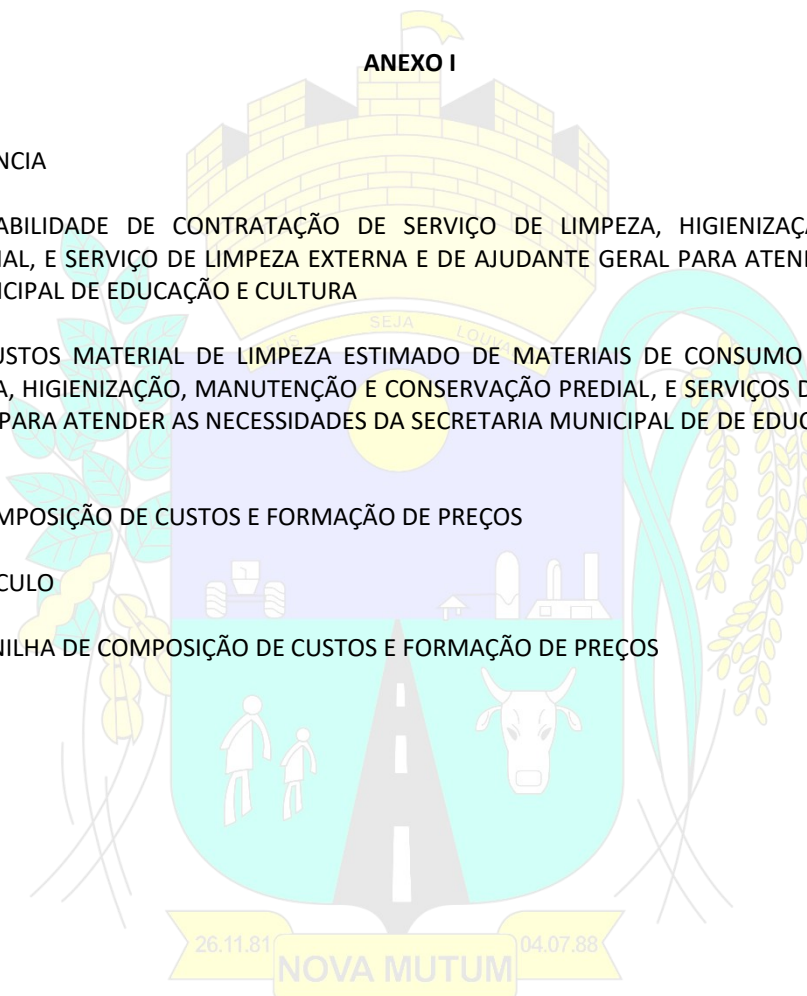 ANEXO I
NCIA
ABILIDADE DE CONTRATAÇÃO DE SERVIÇO DE LIMPEZA, HIGIENIZAÇ
IAL, E SERVIÇO DE LIMPEZA EXTERNA E DE AJUDANTE GERAL PARA ATEN
ICIPAL DE EDUCAÇÃO E CULTURA
SEJA LOUVA
USTOS MATERIAL DE LIMPEZA ESTIMADO DE MATERIAIS DE CONSUMO
A, HIGIENIZAÇÃO, MANUTENÇÃO E CONSERVAÇÃO PREDIAL, E SERVIÇOS D
PARA ATENDER AS NECESSIDADES DA SECRETARIA MUNICIPAL DE DE EDUC
MPOSIÇÃO DE CUSTOS E FORMAÇÃO DE PREÇOS
CULO
NILHA DE COMPOSIÇÃO DE CUSTOS E FORMAÇÃO DE PREÇOS
26.11.81 NOVA MUTUM 04.07.88